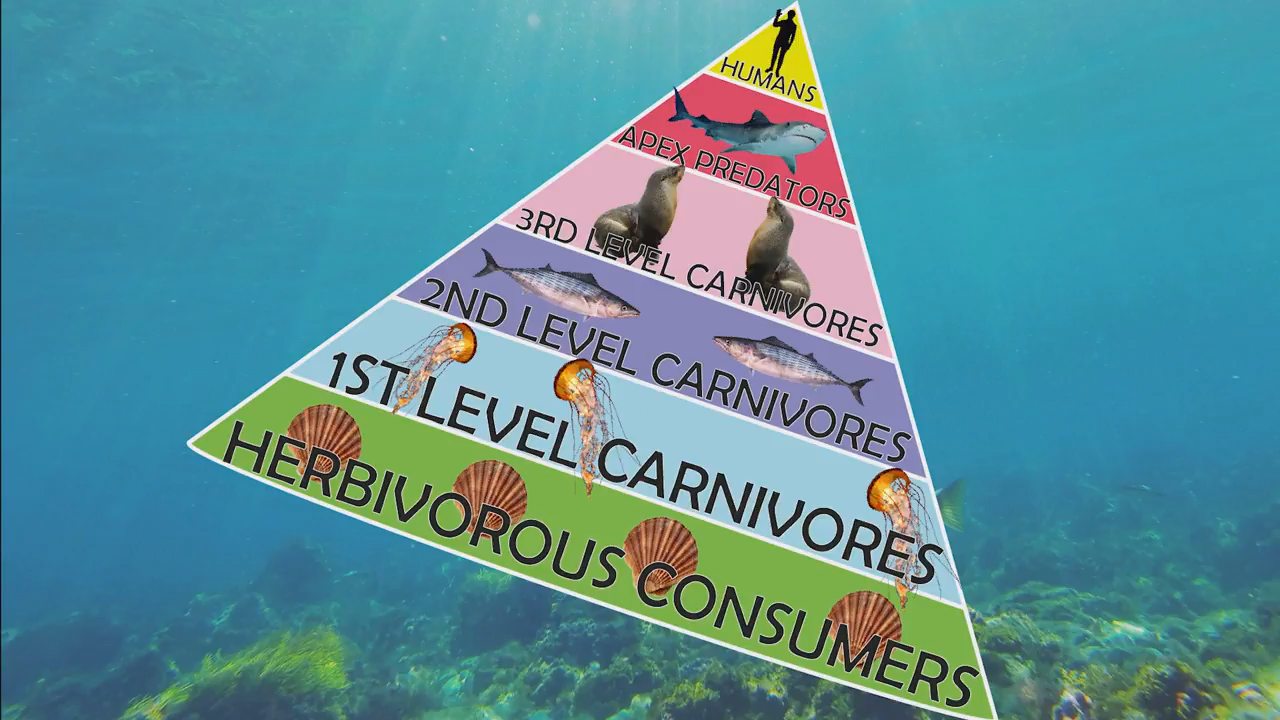 HUMANS
APEX PREDATORS
3RD LEVEL CARNIVORES
2ND LEVEL CARNIVORES
1ST LEVEL CARNIVORES
HERBIVOROUS CONSUMERS